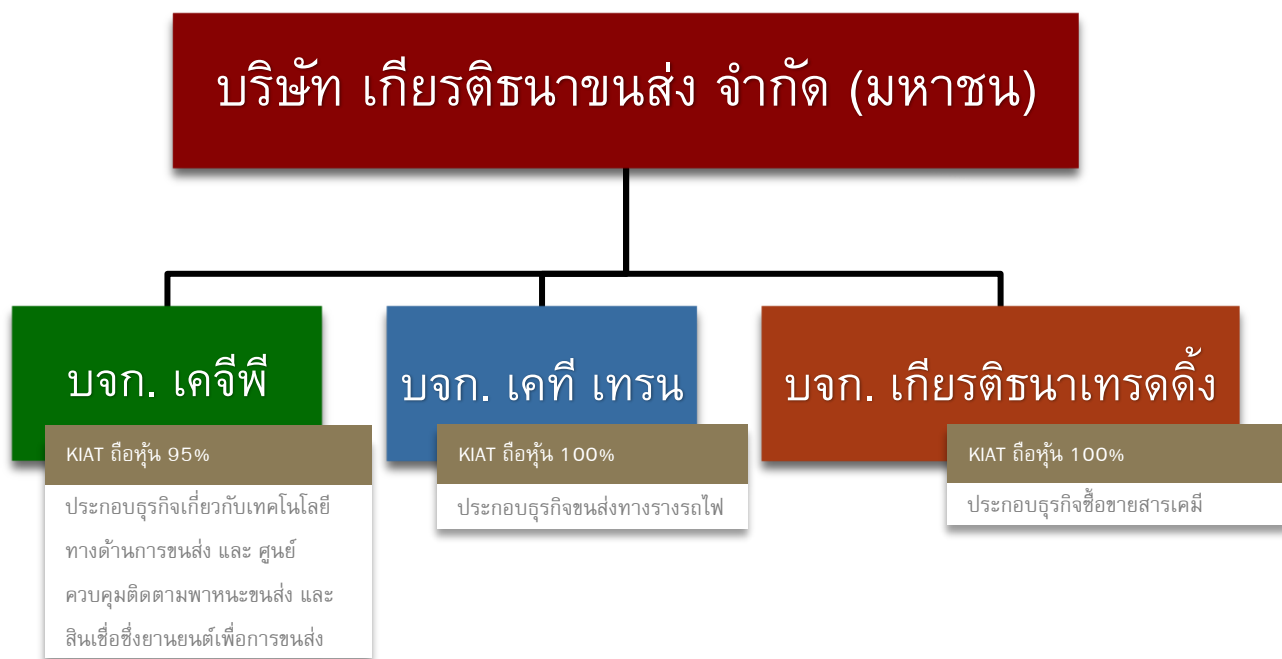 บริษัท เกียรติธนาขนส่ง จำกัด (มหาชน)
บจก. เคจีพี
KIAT ถือหุ้น 95%
ประกอบธุรกิจเกี่ยวกับเทคโนโลยี
ทางด้านการขนส่ง และ ศูนย์
ควบคุมติดตามพาหนะขนส่ง และ
สินเชื่อซึ่งยานยนต์เพื่อการขนส่ง
บจก. เคที เทรน
KIAT ถือหุ้น 100%
ประกอบธุรกิจขนส่งทางรางรถไฟ
บจก. เกียรติธนาเทรดดิ้ง
KIAT ถือหุ้น 100%
ประกอบธุรกิจซื้อขายสารเคมี